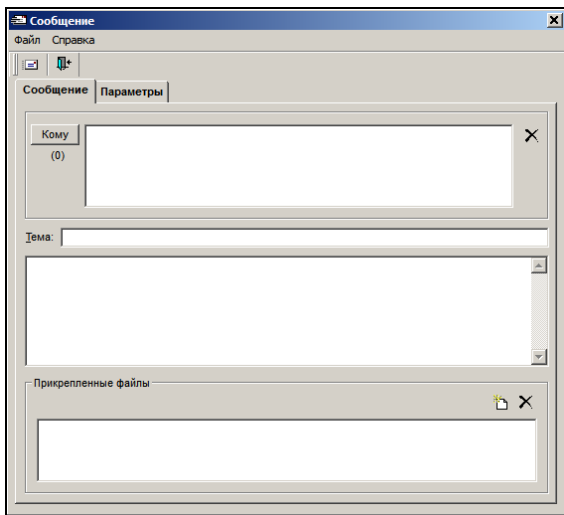 Сообщение
Файл Справка
Сообщение Параметры
Кому
(0)
Тема:
Прикрепленные файлы